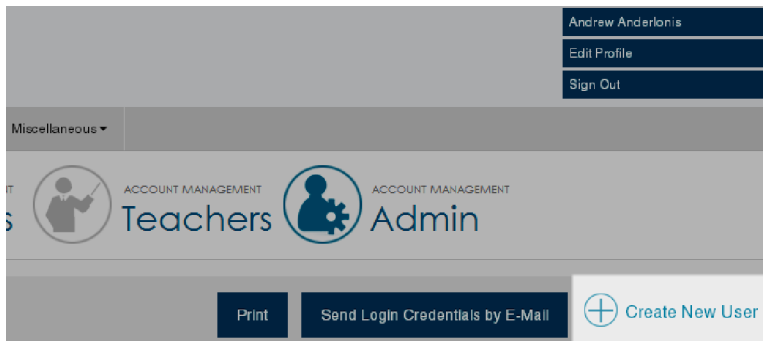 Andrew Anderlonis
Edit Profile
Sign Out
Miscellaneous
ACCOUNT MANAGEMENT
Teachers
ACCOUNT MANAGEMENT
Admin
Print
Send Login Credentials by E-Mail
Create New User